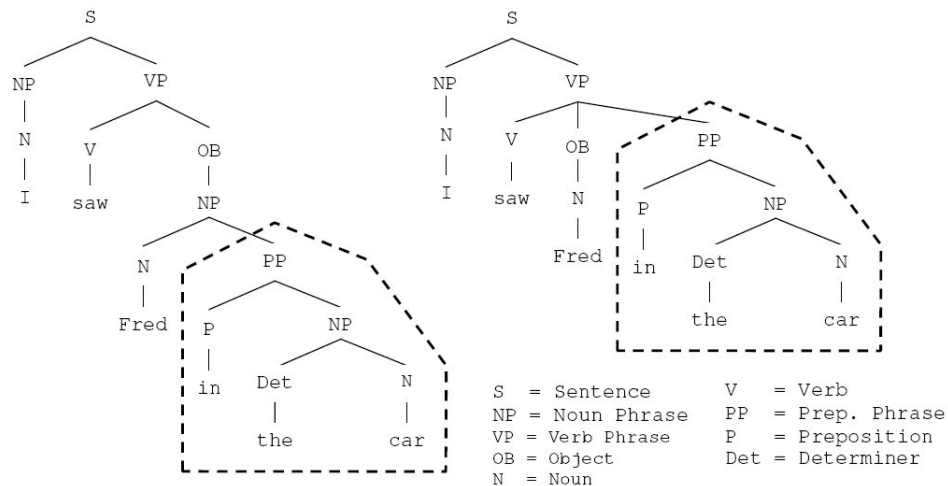 S S
NP VP NP VP
N V OB N V OB PP
I saw NP I saw N P NP
N PP Fred in Det N
Fred P NP the car
in Det N
the car
S = Sentence V = Verb
NP = Noun Phrase PP = Prep. Phrase
VP = Verb Phrase P = Preposition
OB = Object Det = Determiner
N = Noun